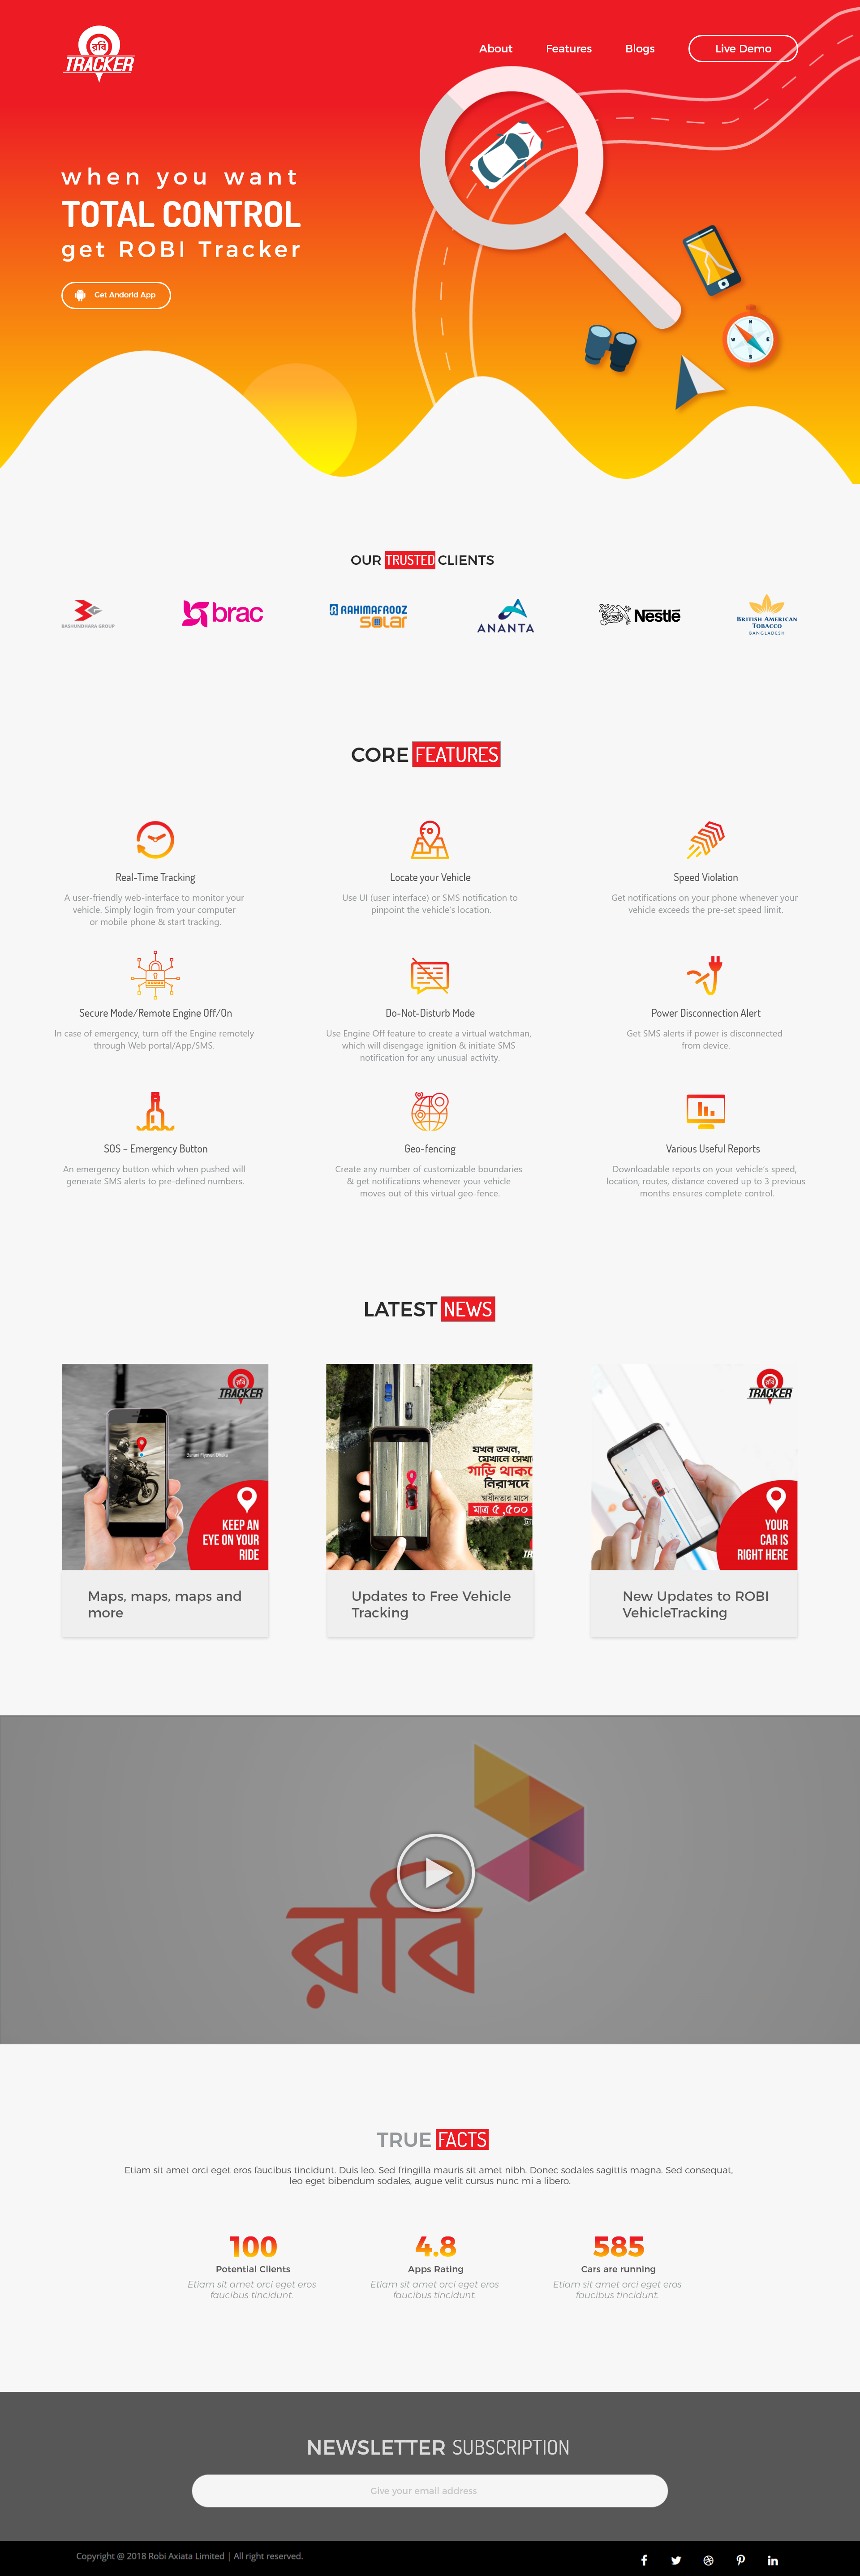 রবি
TRACKER
About
Features
Blogs
Live Demo
when you want
TOTAL CONTROL
get ROBI Tracker
Get Andorid App
N
W
E
S
OUR TRUSTED CLIENTS
BASHUNDHARA GROUP
brac
RAHIMAFROOZ
SOLAR
ANANTA
Nestlé
BRITISH AMERICAN
TOBACCO
BANGLADESH
CORE FEATURES
Real-Time Tracking
A user-friendly web-interface to monitor your
vehicle. Simply login from your computer
or mobile phone & start tracking.
Locate your Vehicle
Use UI (user interface) or SMS notification to
pinpoint the vehicle's location.
Speed Violation
Get notifications on your phone whenever your
vehicle exceeds the pre-set speed limit.
Secure Mode/Remote Engine Off/On
In case of emergency, turn off the Engine remotely
through Web portal/App/SMS.
Do-Not-Disturb Mode
Use Engine Off feature to create a virtual watchman,
which will disengage ignition & initiate SMS
notification for any unusual activity.
Power Disconnection Alert
Get SMS alerts if power is disconnected
from device.
SOS – Emergency Button
An emergency button which when pushed will
generate SMS alerts to pre-defined numbers.
Geo-fencing
Create any number of customizable boundaries
& get notifications whenever your vehicle
moves out of this virtual geo-fence.
Various Useful Reports
Downloadable reports on your vehicle's speed,
location, routes, distance covered up to 3 previous
months ensures complete control.
LATEST NEWS
রবি
TRACKER
KEEP AN
EYE ON YOUR
RIDE
Maps, maps, maps and
more
যখন তখন,
যেখানে সেখা
গাড়ি থাকবে
নিরাপদে
স্বাধীনতার মাসে
মাত্র ৫,৫০০
TR
Updates to Free Vehicle
Tracking
রবি
TRACKER
YOUR
CAR IS
RIGHT HERE
New Updates to ROBI
VehicleTracking
রবি
TRUE FACTS
Etiam sit amet orci eget eros faucibus tincidunt. Duis leo. Sed fringilla mauris sit amet nibh. Donec sodales sagittis magna. Sed consequat,
leo eget bibendum sodales, augue velit cursus nunc mi a libero.
100
Potential Clients
Etiam sit amet orci eget eros
faucibus tincidunt.
4.8
Apps Rating
Etiam sit amet orci eget eros
faucibus tincidunt.
585
Cars are running
Etiam sit amet orci eget eros
faucibus tincidunt.
NEWSLETTER SUBSCRIPTION
Give your email address
Copyright @ 2018 Robi Axiata Limited | All right reserved.